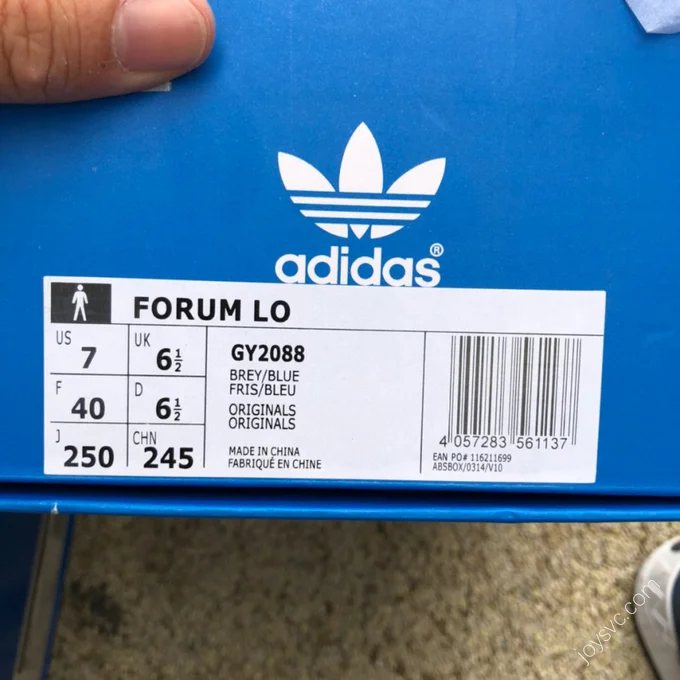 adidas®
FORUM LO
US 7
UK 6½
F 40
D 6½
J 250
CHN 245
GY2088
BREY/BLUE
FRIS/BLEU
ORIGINALS
ORIGINALS
MADE IN CHINA
FABRIQUÉ EN CHINE
4 057283 561137
EAN PO# 116211699
ABSBOX/0314/V10
joysvc.com